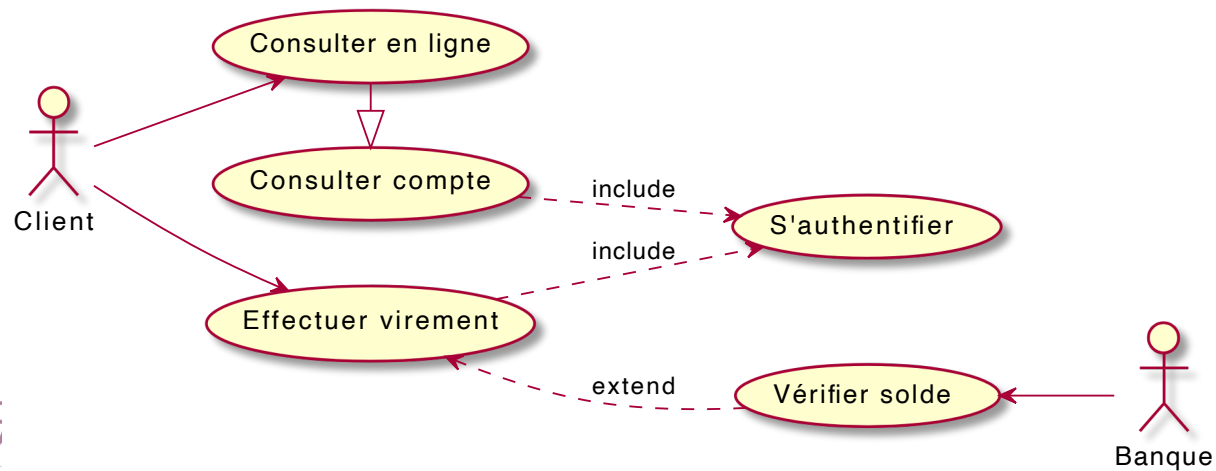 Consulter en ligne
Consulter compte
include
Client
S'authentifier
include
Effectuer virement
extend
Vérifier solde
Banque